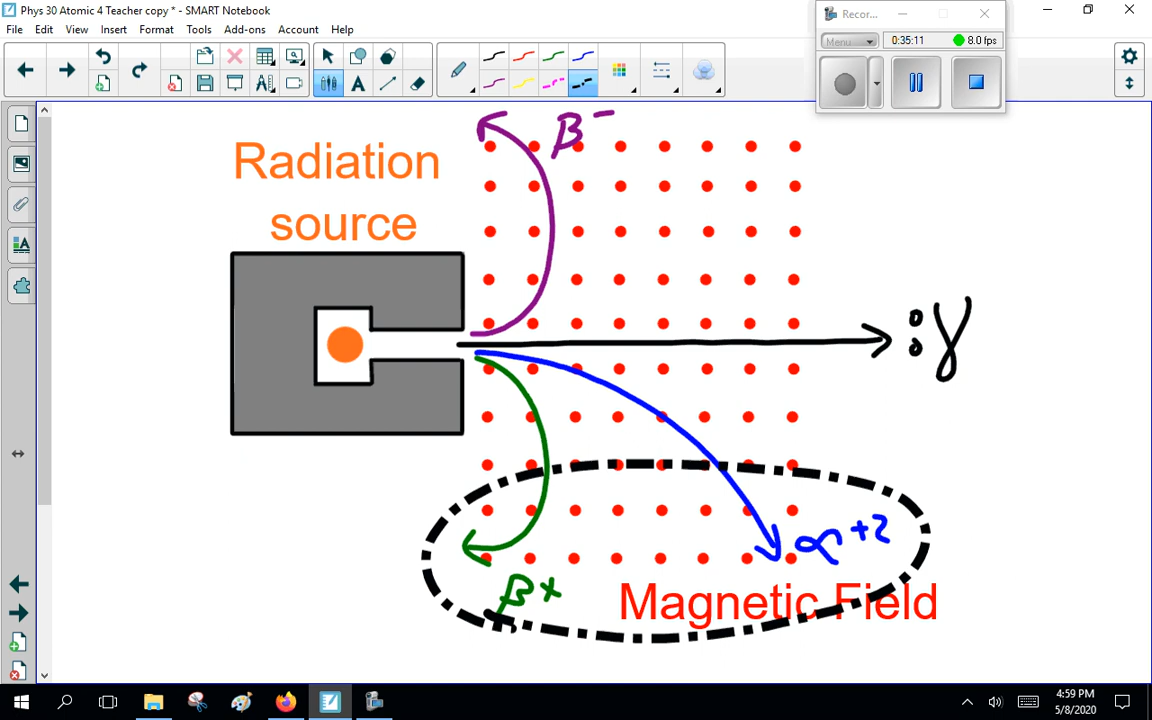 Phys 30 Atomic 4 Teacher copy * - SMART Notebook
Recor...
File Edit View Insert Format Tools Add-ons Account Help
Menu
0:35:11
8.0 fps
β-
Radiation
source
:γ
α+2
β+
Magnetic Field
4:59 PM
5/8/2020